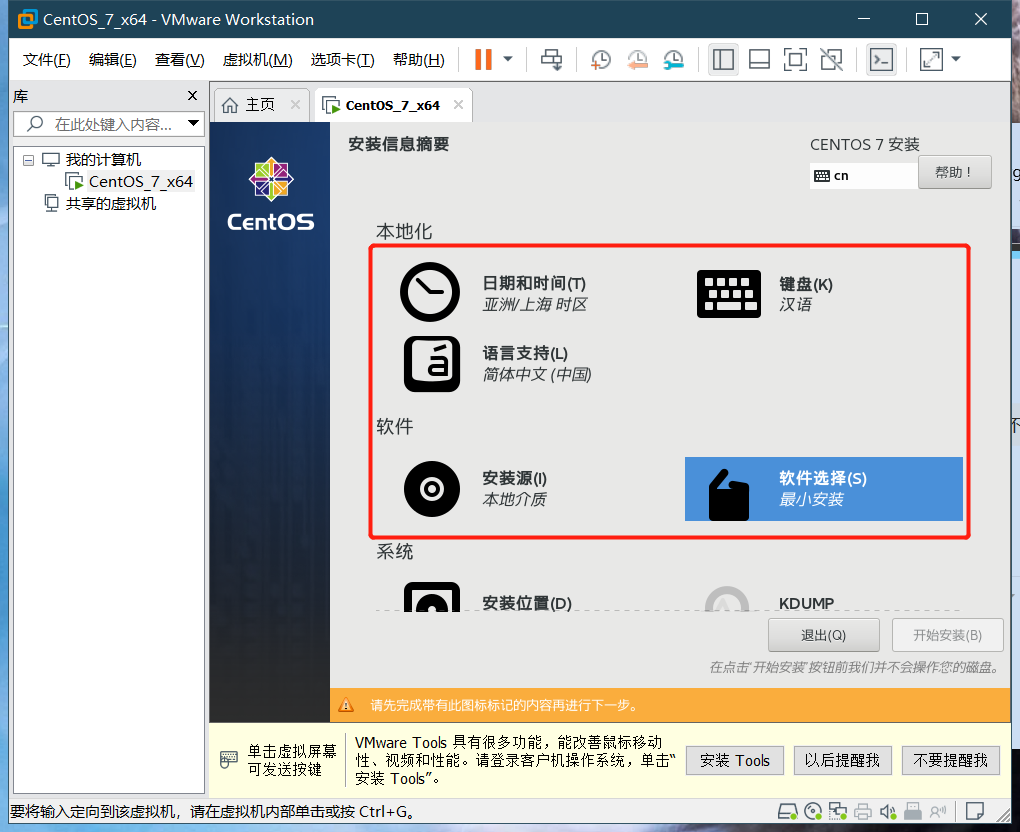 CentOS_7_x64 - VMware Workstation
文件(F) 编辑(E) 查看(V) 虚拟机(M) 选项卡(T) 帮助(H)
库
在此处键入内容...
我的计算机
CentOS_7_x64
共享的虚拟机
主页
CentOS_7_x64
CentOS
安装信息摘要
CENTOS 7 安装
cn
帮助！
本地化
日期和时间(T)
亚洲/上海 时区
键盘(K)
汉语
语言支持(L)
简体中文 (中国)
软件
安装源(I)
本地介质
软件选择(S)
最小安装
系统
安装位置(D)
KDUMP
退出(Q)
开始安装(B)
在点击'开始安装'按钮前我们并不会操作您的磁盘。
请先完成带有此图标标记的内容再进行下一步。
单击虚拟屏幕
可发送按键
VMware Tools 具有很多功能，能改善鼠标移动
性、视频和性能。请登录客户机操作系统，单击“
安装 Tools”。
安装 Tools
以后提醒我
不要提醒我
要将输入定向到该虚拟机，请在虚拟机内部单击或按 Ctrl+G。